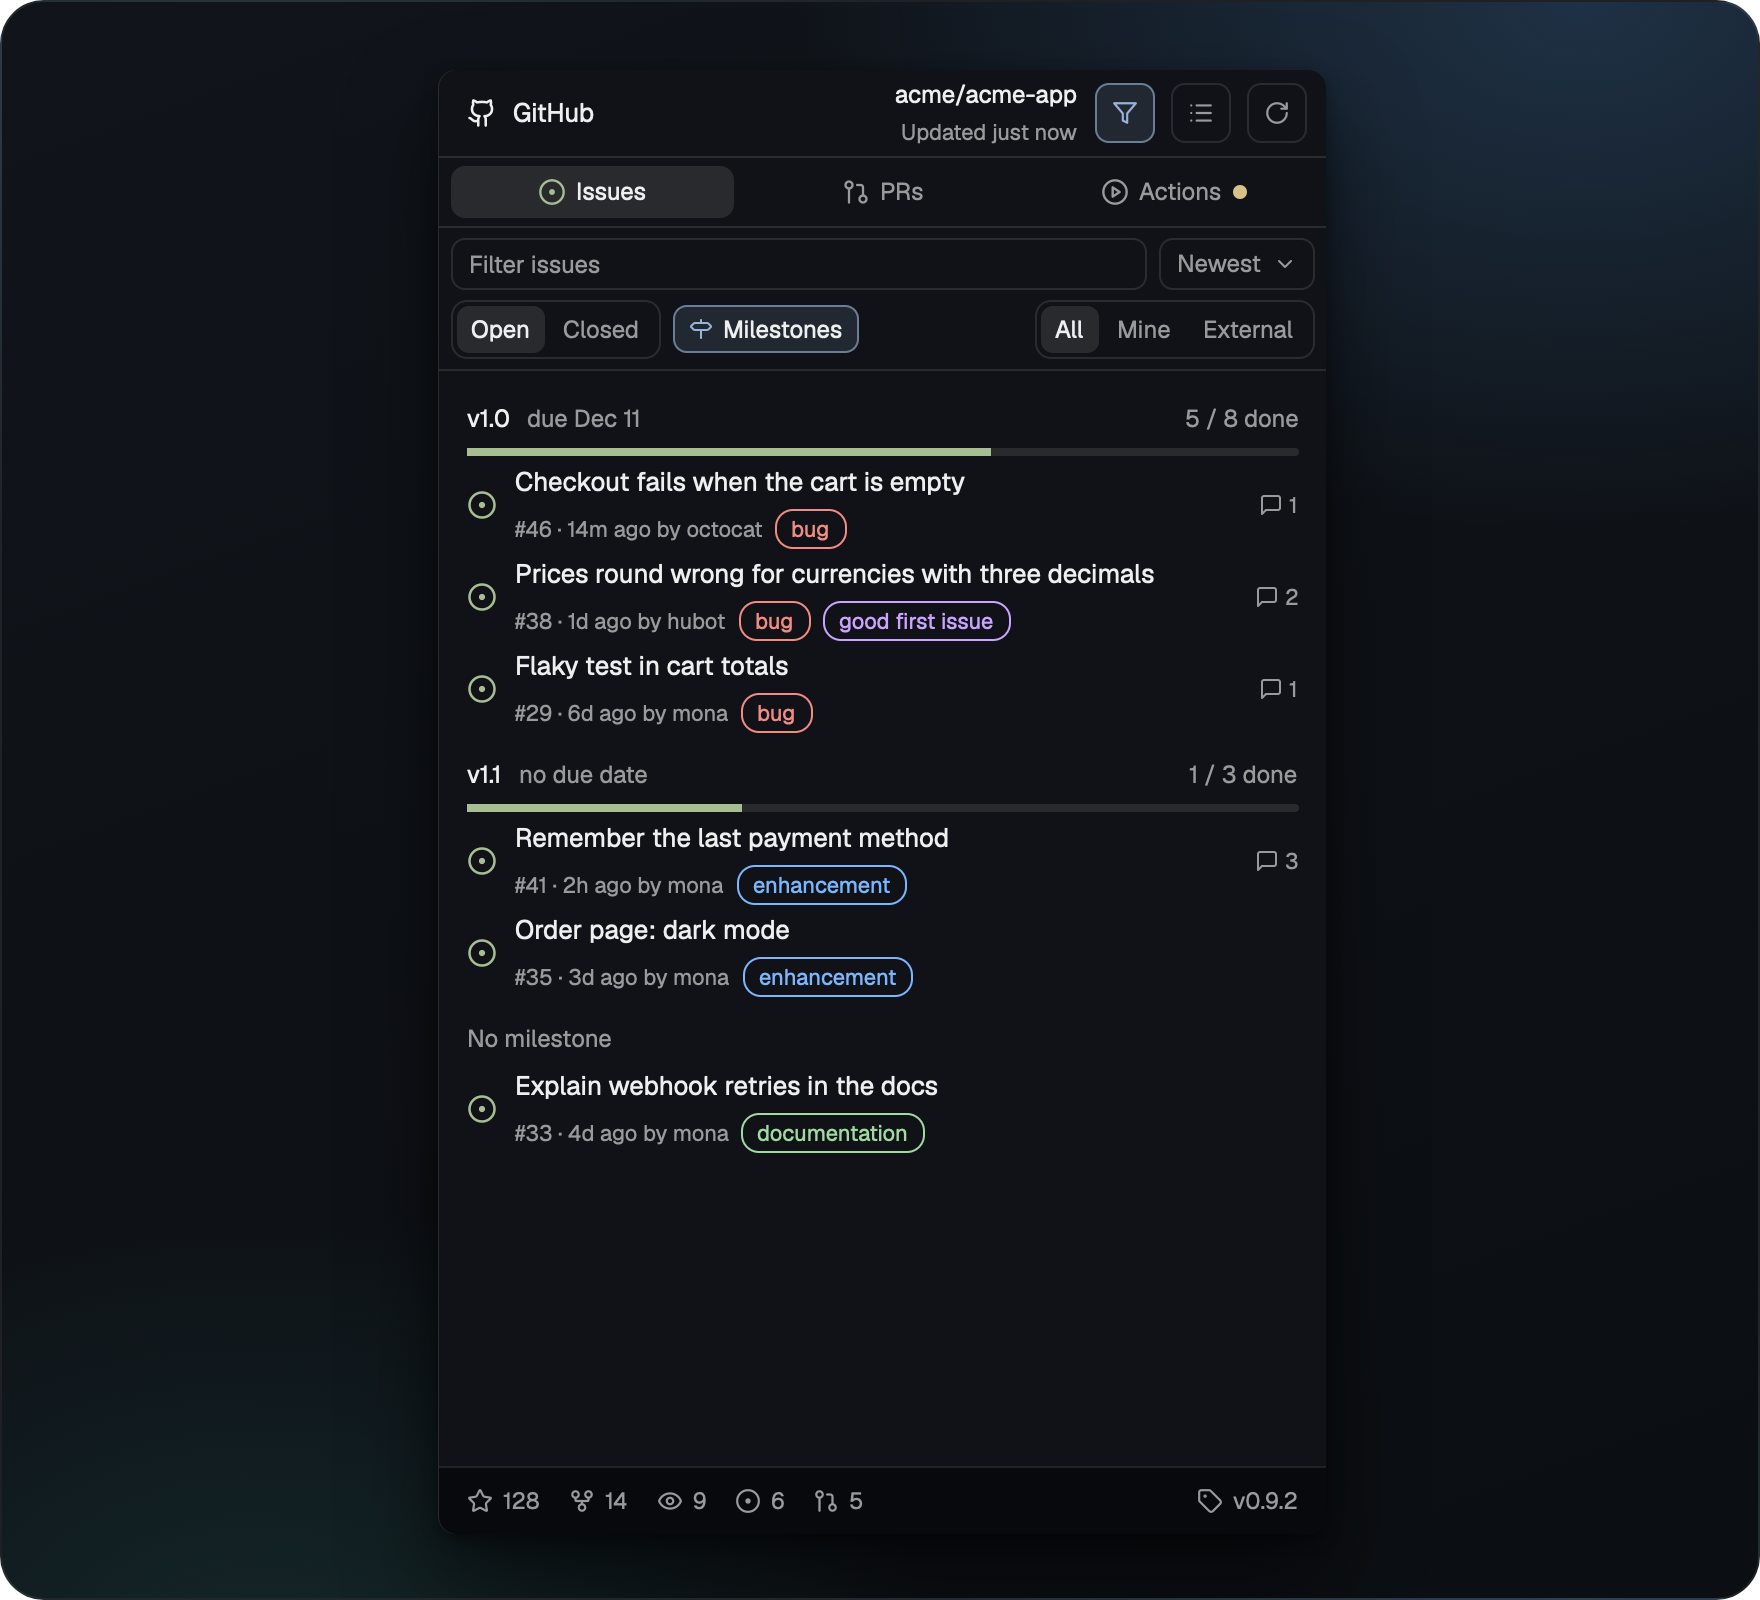 GitHub
acme/acme-app
Updated just now
Issues
PRs
Actions
Filter issues
Newest
Open
Closed
Milestones
All
Mine
External
v1.0 due Dec 11
5 / 8 done
Checkout fails when the cart is empty
#46 · 14m ago by octocat bug
1
Prices round wrong for currencies with three decimals
#38 · 1d ago by hubot bug good first issue
2
Flaky test in cart totals
#29 · 6d ago by mona bug
1
v1.1 no due date
1 / 3 done
Remember the last payment method
#41 · 2h ago by mona enhancement
3
Order page: dark mode
#35 · 3d ago by mona enhancement
No milestone
Explain webhook retries in the docs
#33 · 4d ago by mona documentation
128 14 9 6 5
v0.9.2